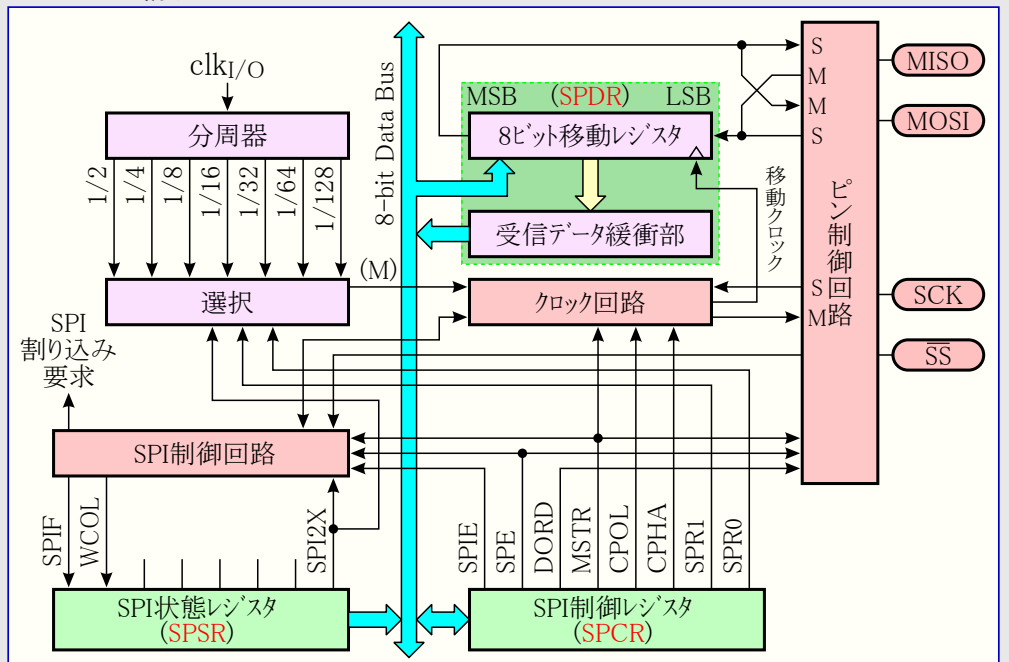 clkI/O
分周器
1/2
1/4
1/8
1/16
1/32
1/64
1/128
選択
(M)
8-bit Data Bus
MSB (SPDR) LSB
8ビット移動レジスタ
受信データ緩衝部
移動クロック
クロック回路
S
M
M
S
S
M
ピン制御回路
MISO
MOSI
SCK
SS
SPI
割り込み
要求
SPI制御回路
SPIF
WCOL
SPI2X
SPIE
SPE
DORD
MSTR
CPOL
CPHA
SPR1
SPR0
SPI状態レジスタ
(SPSR)
SPI制御レジスタ
(SPCR)